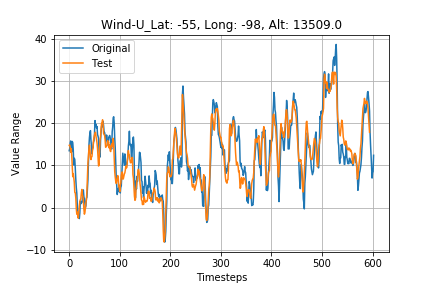 Wind-U_Lat: -55, Long: -98, Alt: 13509.0
Original
Test
Value Range
40
30
20
10
0
−10
0 100 200 300 400 500 600
Timesteps